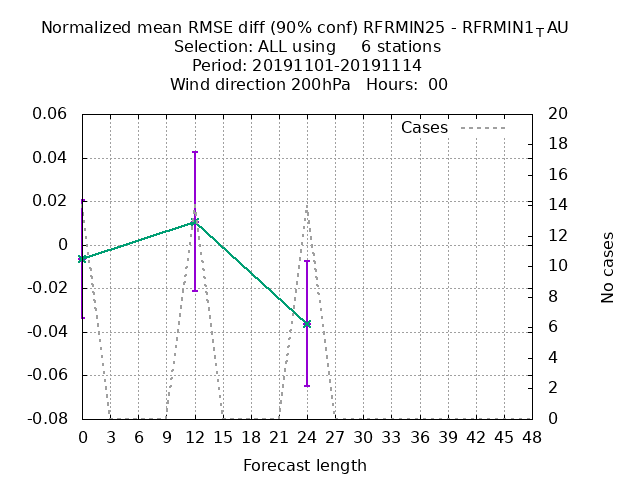 Normalized mean RMSE diff (90% conf) RFRMIN25 - RFRMIN1TAU
Selection: ALL using 6 stations
Period: 20191101-20191114
Wind direction 200hPa Hours: 00
Cases
0.06
0.04
0.02
0
-0.02
-0.04
-0.06
-0.08
20
18
16
14
12
10
8
6
4
2
0
No cases
0 3 6 9 12 15 18 21 24 27 30 33 36 39 42 45 48
Forecast length